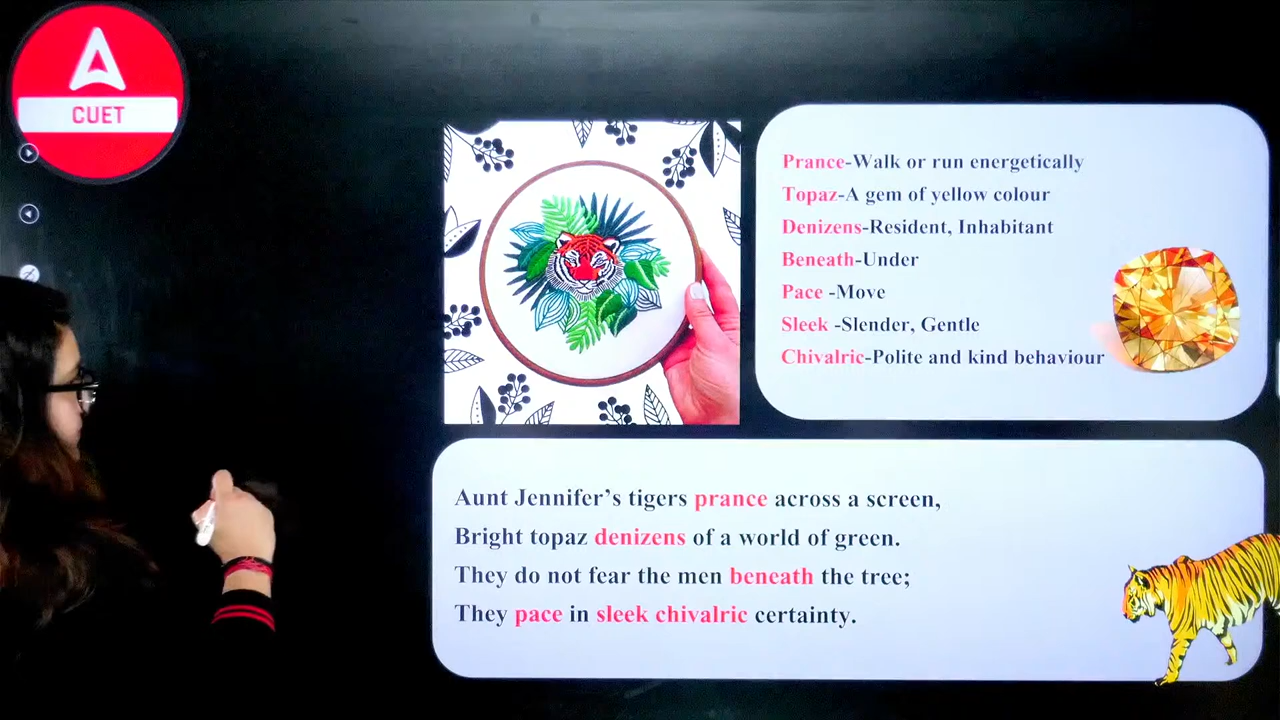 CUET
Prance-Walk or run energetically
Topaz-A gem of yellow colour
Denizens-Resident, Inhabitant
Beneath-Under
Pace -Move
Sleek -Slender, Gentle
Chivalric-Polite and kind behaviour
Aunt Jennifer’s tigers prance across a screen,
Bright topaz denizens of a world of green.
They do not fear the men beneath the tree;
They pace in sleek chivalric certainty.